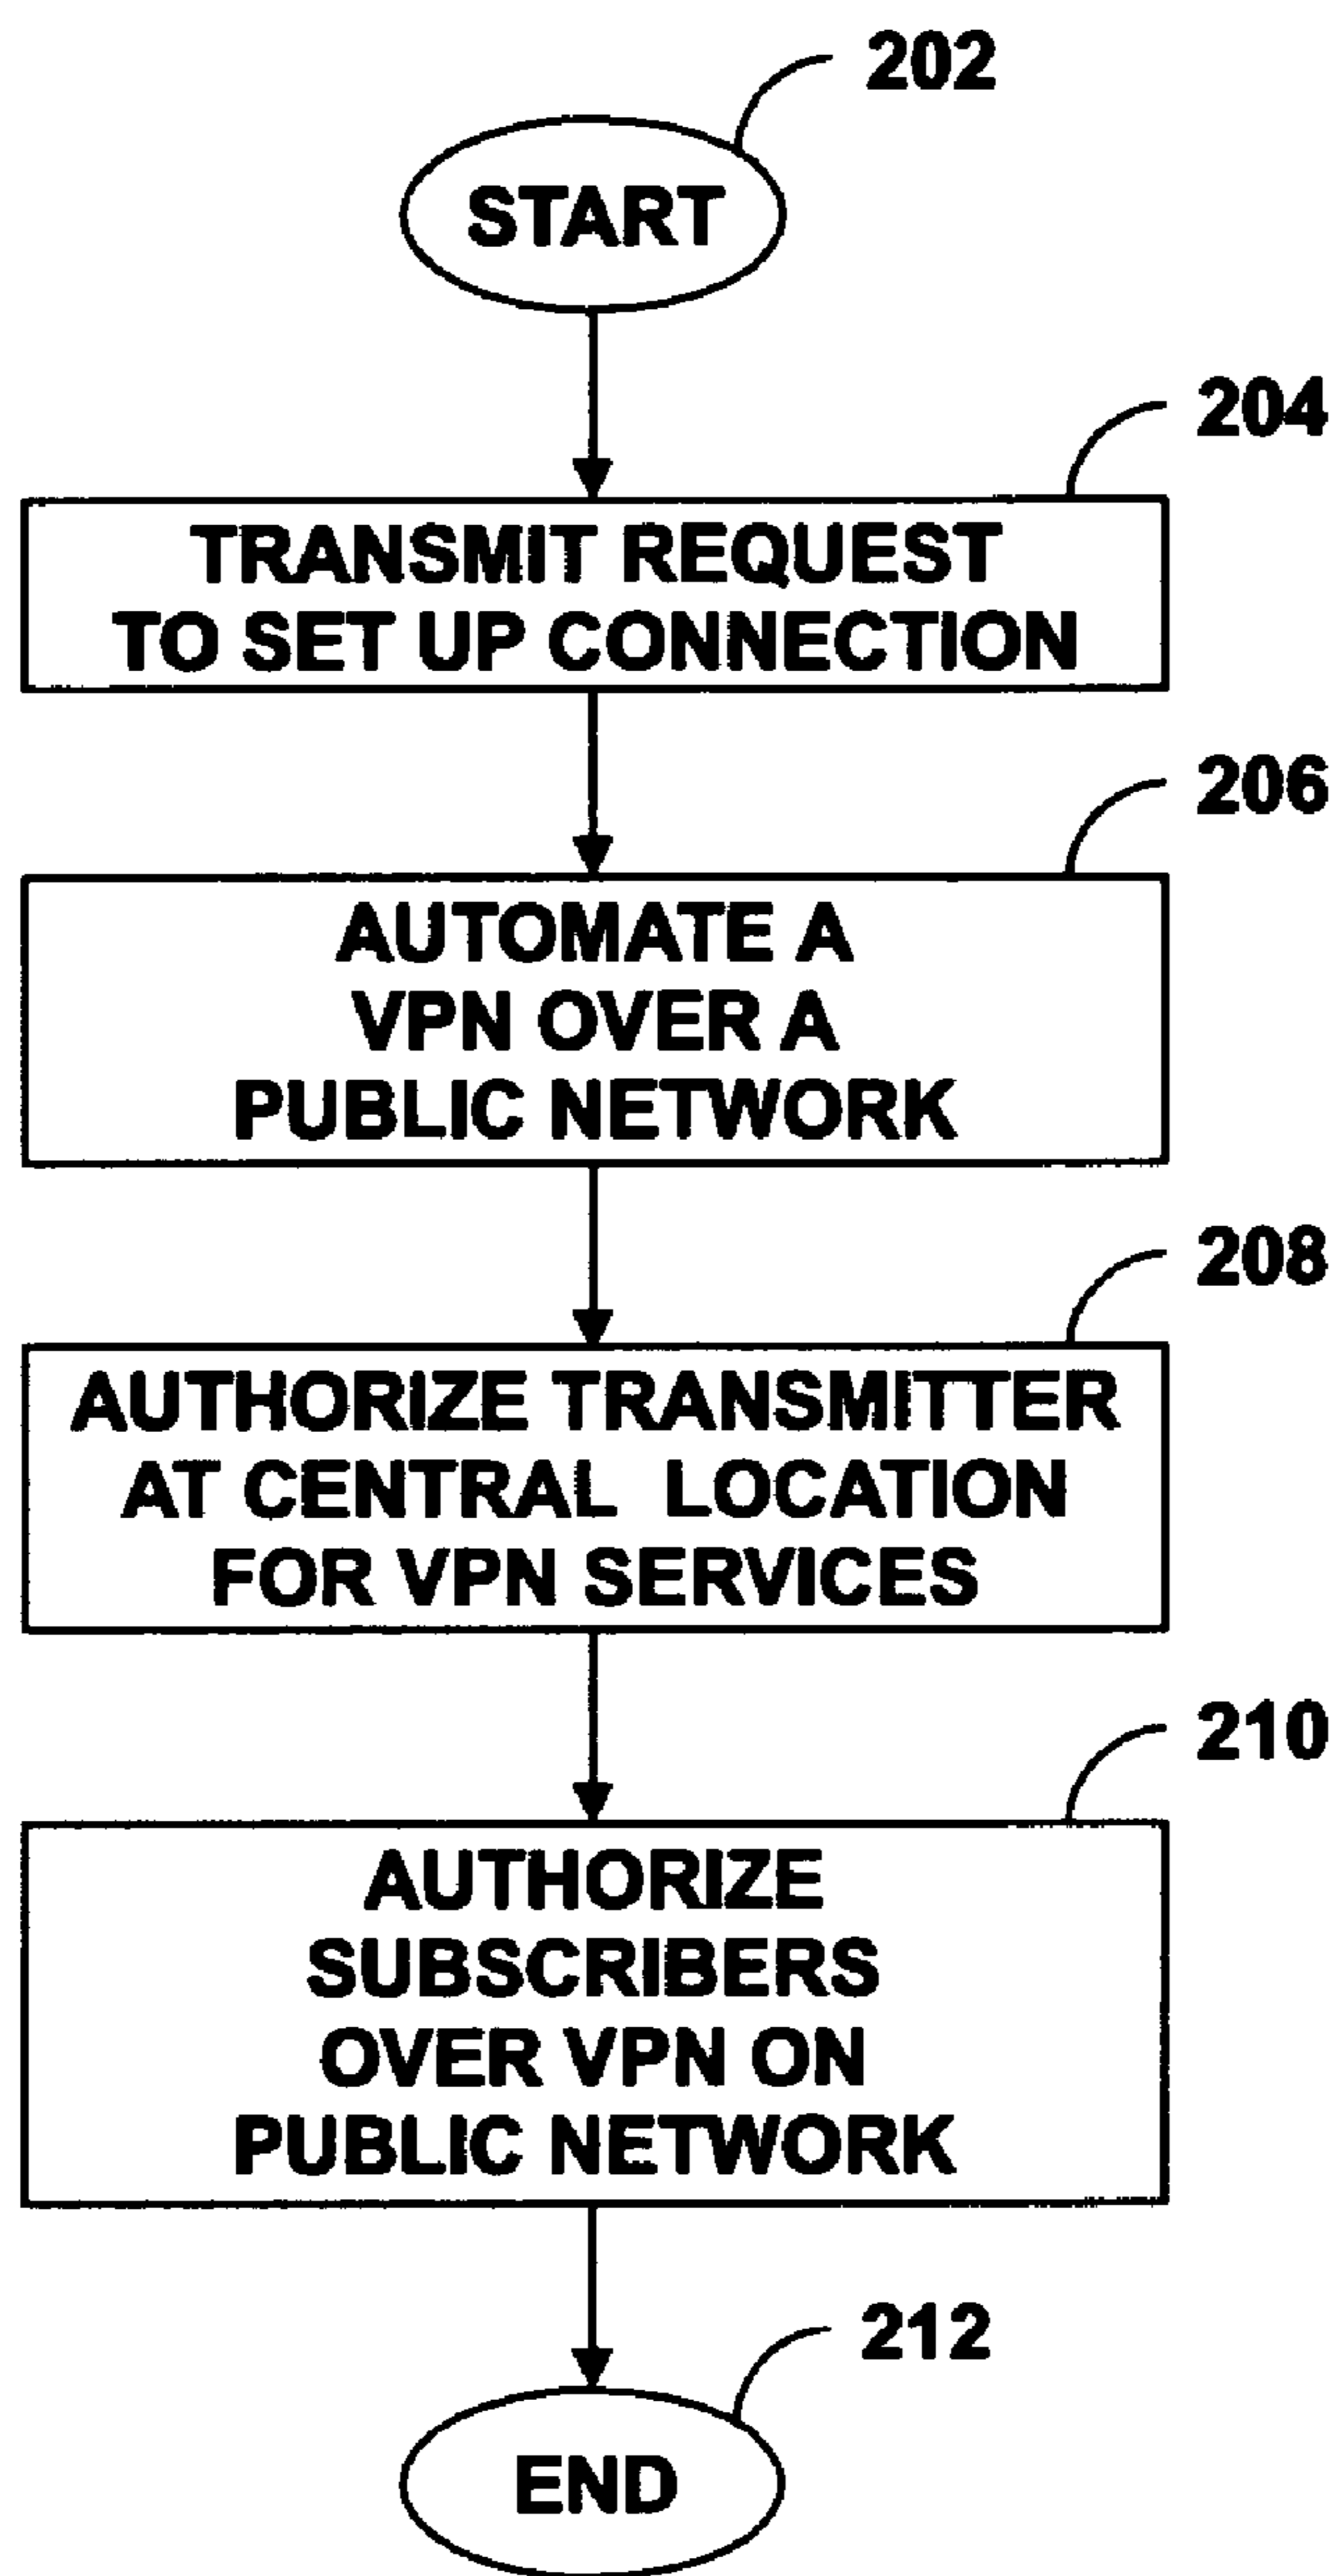 202
START
204
TRANSMIT REQUEST
TO SET UP CONNECTION
206
AUTOMATE A
VPN OVER A
PUBLIC NETWORK
208
AUTHORIZE TRANSMITTER
AT CENTRAL LOCATION
FOR VPN SERVICES
210
AUTHORIZE
SUBSCRIBERS
OVER VPN ON
PUBLIC NETWORK
212
END